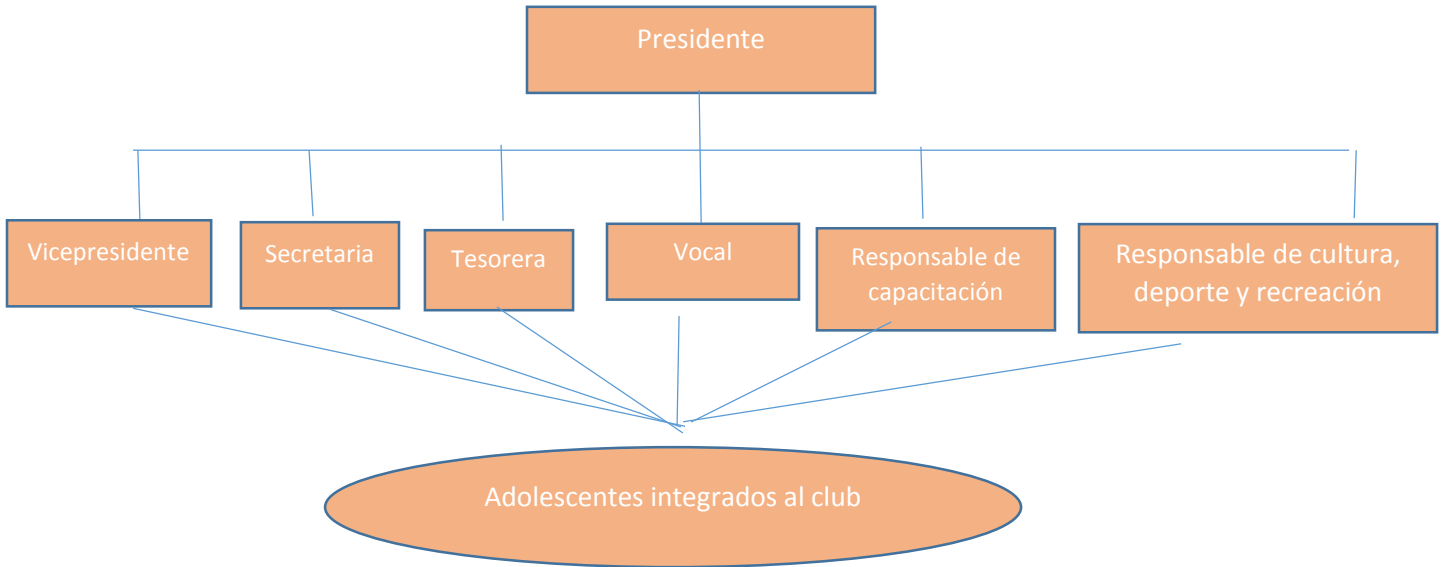 Presidente
Vicepresidente
Secretaria
Tesorera
Vocal
Responsable de
capacitación
Responsable de cultura,
deporte y recreación
Adolescentes integrados al club